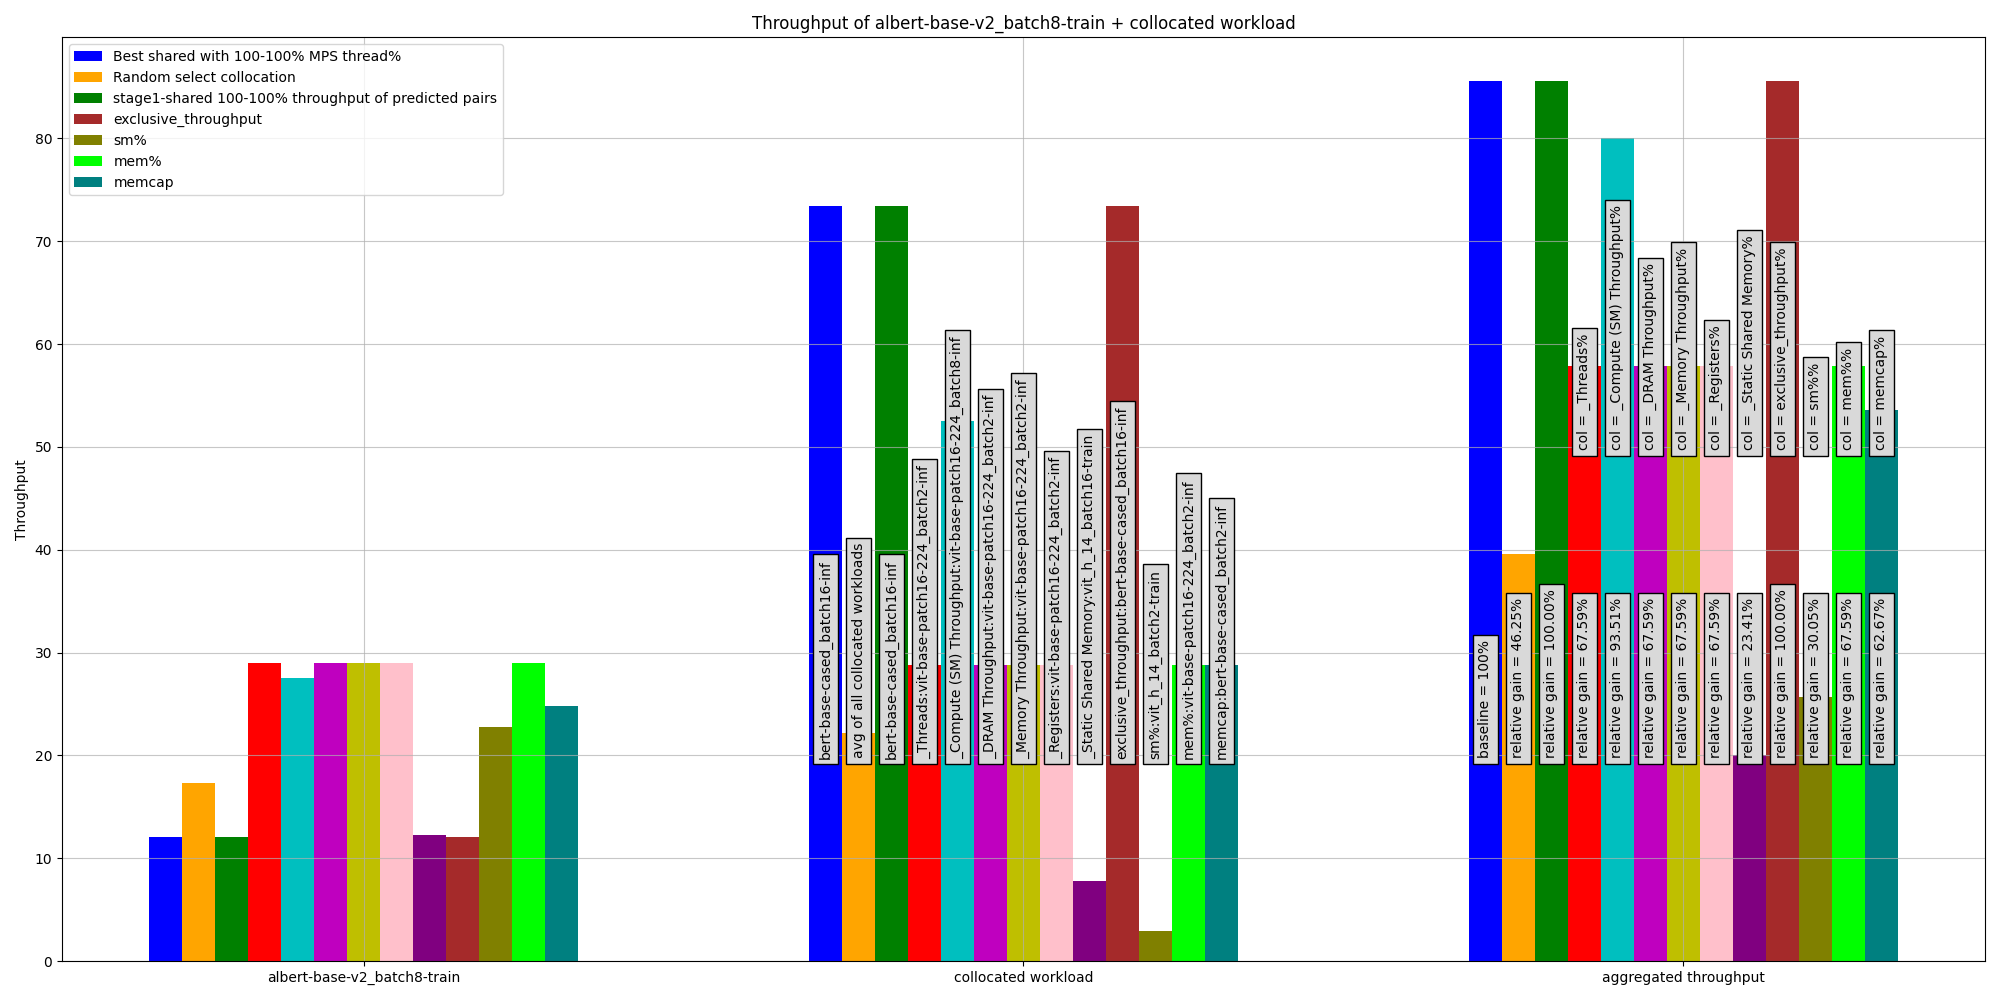 Throughput of albert-base-v2_batch8-train + collocated workload
Best shared with 100-100% MPS thread%
Random select collocation
stage1-shared 100-100% throughput of predicted pairs
exclusive_throughput
sm%
mem%
memcap
Throughput
80
70
60
50
40
30
20
10
0
bert-base-cased_batch16-inf
avg of all collocated workloads
bert-base-cased_batch16-inf
_Threads:vit-base-patch16-224_batch2-inf
_Compute (SM) Throughput:vit-base-patch16-224_batch8-inf
_DRAM Throughput:vit-base-patch16-224_batch2-inf
_Memory Throughput:vit-base-patch16-224_batch2-inf
_Registers:vit-base-patch16-224_batch2-inf
_Static Shared Memory:vit_h_14_batch16-train
exclusive_throughput:bert-base-cased_batch16-inf
sm%:vit_h_14_batch2-train
mem%:vit-base-patch16-224_batch2-inf
memcap:bert-base-cased_batch2-inf
col = _Threads%
col = _Compute (SM) Throughput%
col = _DRAM Throughput%
col = _Memory Throughput%
col = _Registers%
col = _Static Shared Memory%
col = exclusive_throughput%
col = sm%%
col = mem%%
col = memcap%
baseline = 100%
relative gain = 46.25%
relative gain = 100.00%
relative gain = 67.59%
relative gain = 93.51%
relative gain = 67.59%
relative gain = 67.59%
relative gain = 67.59%
relative gain = 23.41%
relative gain = 100.00%
relative gain = 30.05%
relative gain = 67.59%
relative gain = 62.67%
albert-base-v2_batch8-train
collocated workload
aggregated throughput